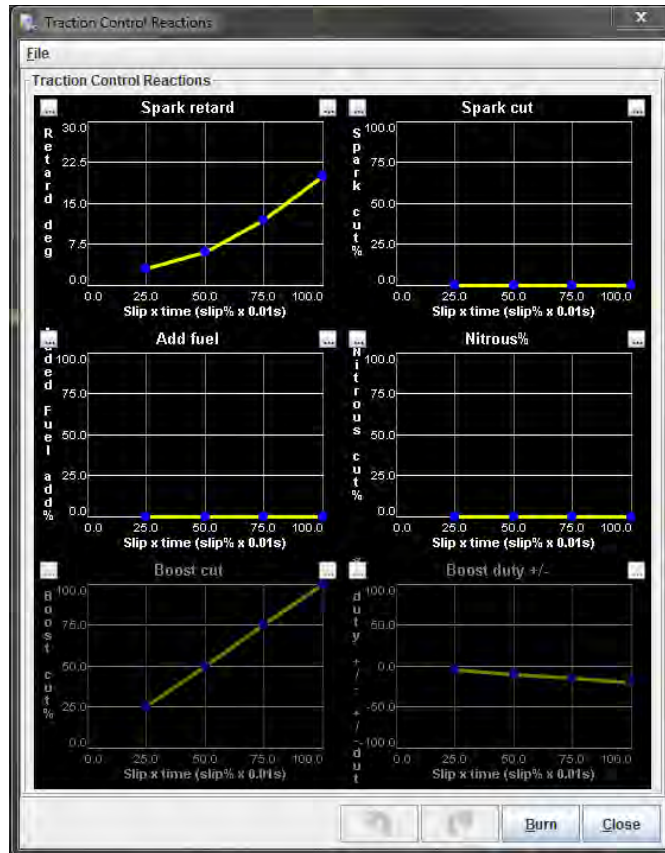 Traction Control Reactions
File
Traction Control Reactions
... Spark retard ...
Retard deg
30.0
22.5
15.0
7.5
0.0
0.0 25.0 50.0 75.0 100.0
Slip x time (slip% x 0.01s)
Spark cut ...
Spark cut%
100.0
75.0
50.0
25.0
0.0
0.0 25.0 50.0 75.0 100.0
Slip x time (slip% x 0.01s)
... Add fuel ...
ded Fuel add%
100.0
75.0
50.0
25.0
0.0
0.0 25.0 50.0 75.0 100.0
Slip x time (slip% x 0.01s)
Nitrous% ...
Nitrous cut%
100.0
75.0
50.0
25.0
0.0
0.0 25.0 50.0 75.0 100.0
Slip x time (slip% x 0.01s)
... Boost cut ...
Boost cut%
100.0
75.0
50.0
25.0
0.0
0.0 25.0 50.0 75.0 100.0
Slip x time (slip% x 0.01s)
Boost duty +/- ...
duty +/- +/- dut
100.0
0.0
-50.0
-100.0
0.0 25.0 50.0 75.0 100.0
Slip x time (slip% x 0.01s)
Burn Close